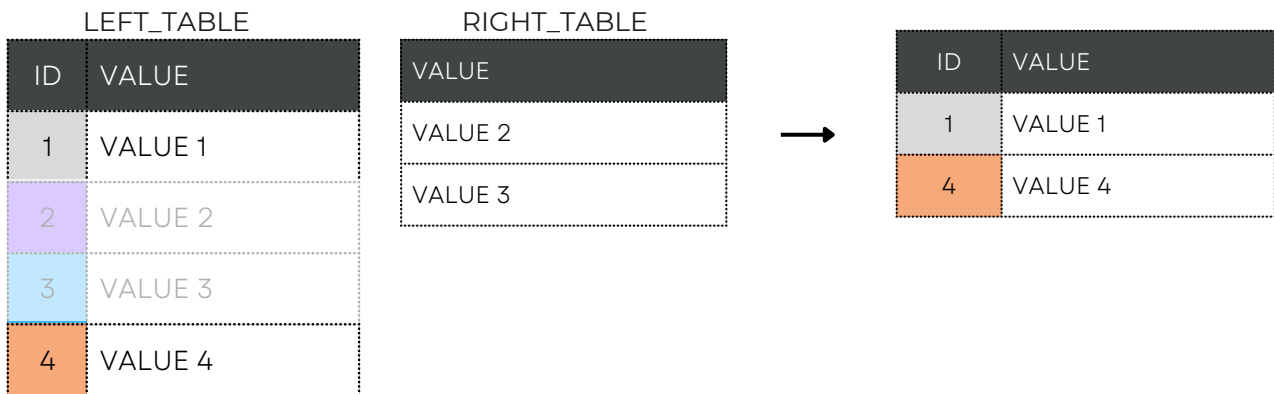 LEFT_TABLE
ID VALUE
1 VALUE 1
2 VALUE 2
3 VALUE 3
4 VALUE 4
RIGHT_TABLE
VALUE
VALUE 2
VALUE 3
ID VALUE
1 VALUE 1
4 VALUE 4